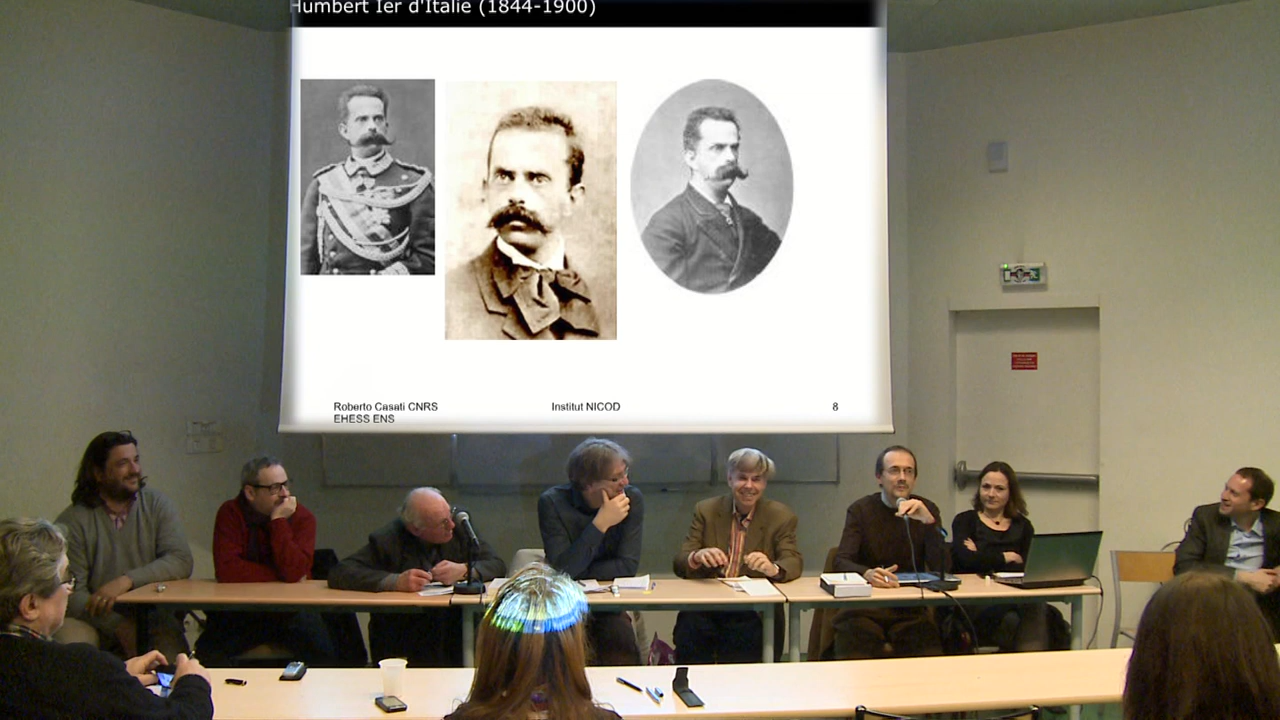 Humbert Ier d'Italie (1844-1900)
Roberto Casati CNRS
EHESS ENS
Institut NICOD
8